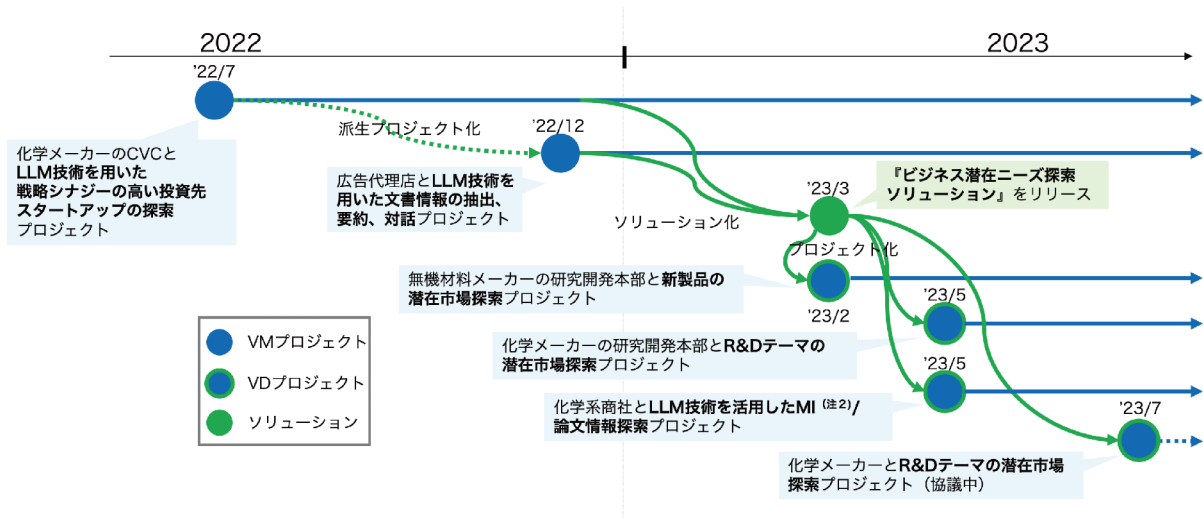 2022
2023
'22/7
化学メーカーのCVCと
LLM技術を用いた
戦略シナジーの高い投資先
スタートアップの探索
プロジェクト
派生プロジェクト化
'22/12
広告代理店とLLM技術を
用いた文書情報の抽出、
要約、対話プロジェクト
ソリューション化
'23/3
『ビジネス潜在ニーズ探索
ソリューション』をリリース
プロジェクト化
無機材料メーカーの研究開発本部と新製品の
潜在市場探索プロジェクト
'23/2
'23/5
化学メーカーの研究開発本部とR&Dテーマの
潜在市場探索プロジェクト
'23/5
化学系商社とLLM技術を活用したMI (注2)/
論文情報探索プロジェクト
'23/7
化学メーカーとR&Dテーマの潜在市場
探索プロジェクト（協議中）
VMプロジェクト
VDプロジェクト
ソリューション